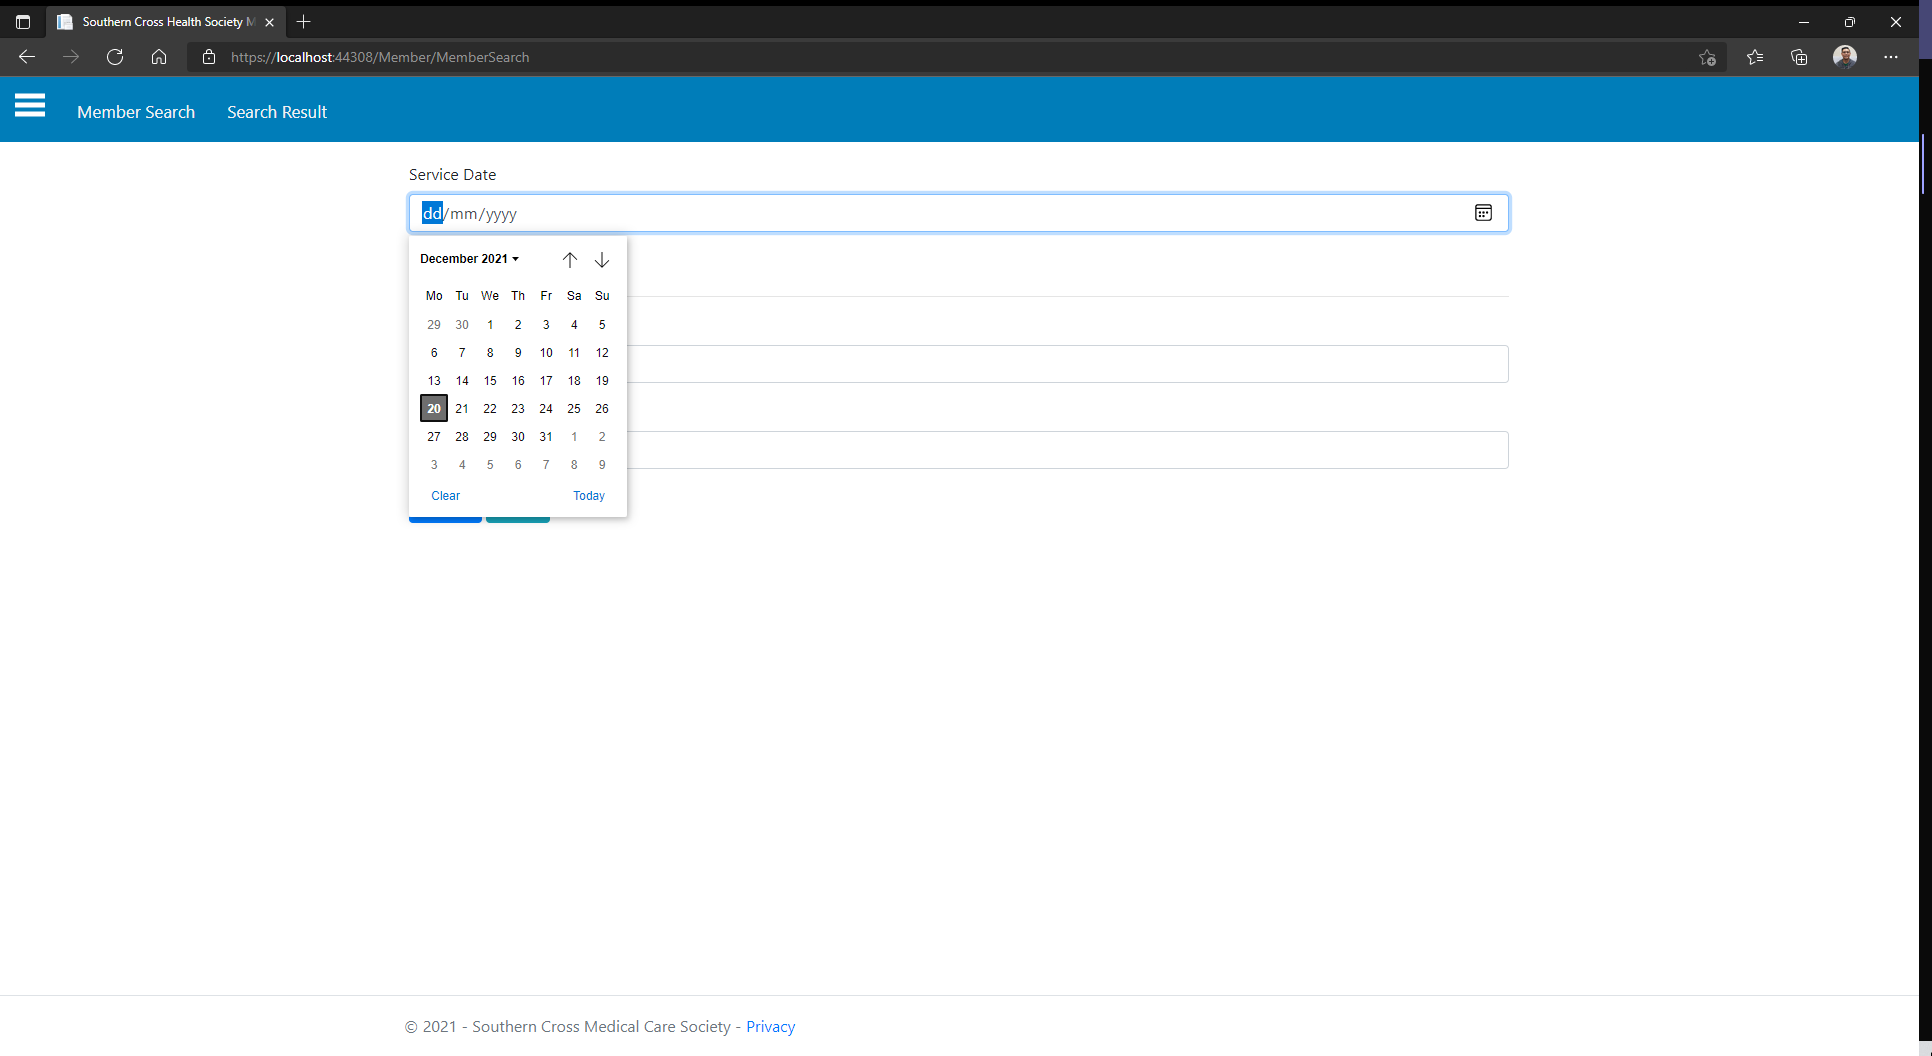 Southern Cross Health Society M
https://localhost:44308/Member/MemberSearch
Member Search Search Result
Service Date
dd/mm/yyyy
December 2021
Mo Tu We Th Fr Sa Su
29 30 1 2 3 4 5
6 7 8 9 10 11 12
13 14 15 16 17 18 19
20 21 22 23 24 25 26
27 28 29 30 31 1 2
3 4 5 6 7 8 9
Clear Today
© 2021 - Southern Cross Medical Care Society - Privacy